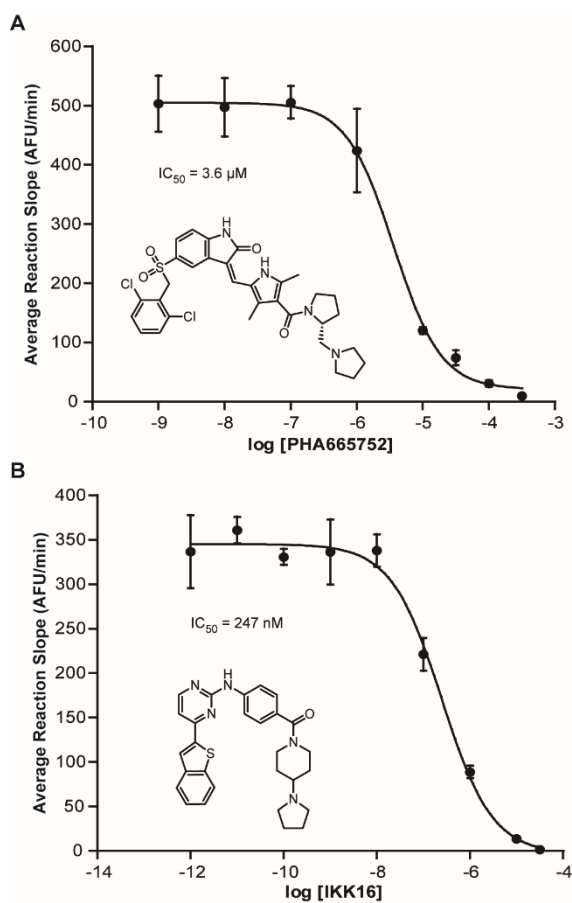 A
600
500
400
300
200
100
0
Average Reaction Slope (AFU/min)
IC50 = 3.6 µM
H
N
O
S
O
O
Cl
Cl
H
N
O
N
N
-10 -9 -8 -7 -6 -5 -4 -3
log [PHA665752]
B
400
350
300
250
200
150
100
50
0
Average Reaction Slope (AFU/min)
IC50 = 247 nM
H
N
N
N
S
O
N
N
-14 -12 -10 -8 -6 -4
log [IKK16]